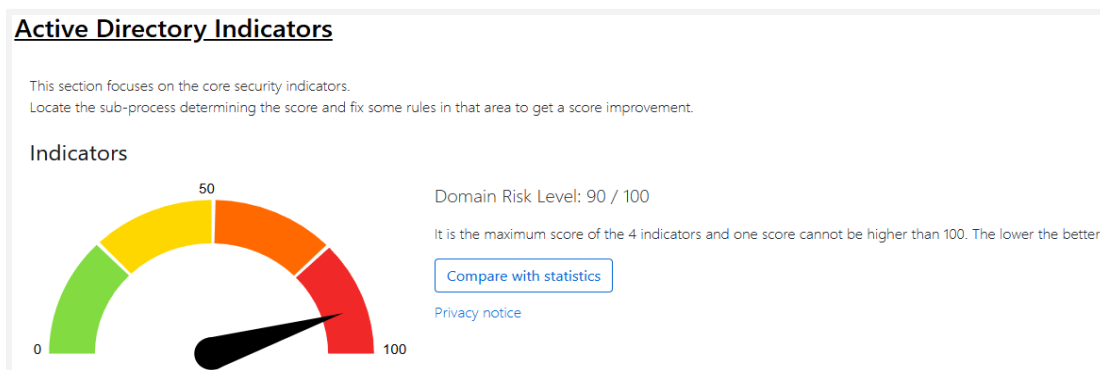 Active Directory Indicators
This section focuses on the core security indicators.
Locate the sub-process determining the score and fix some rules in that area to get a score improvement.
Indicators
50
0
100
Domain Risk Level: 90 / 100
It is the maximum score of the 4 indicators and one score cannot be higher than 100. The lower the better
Compare with statistics
Privacy notice